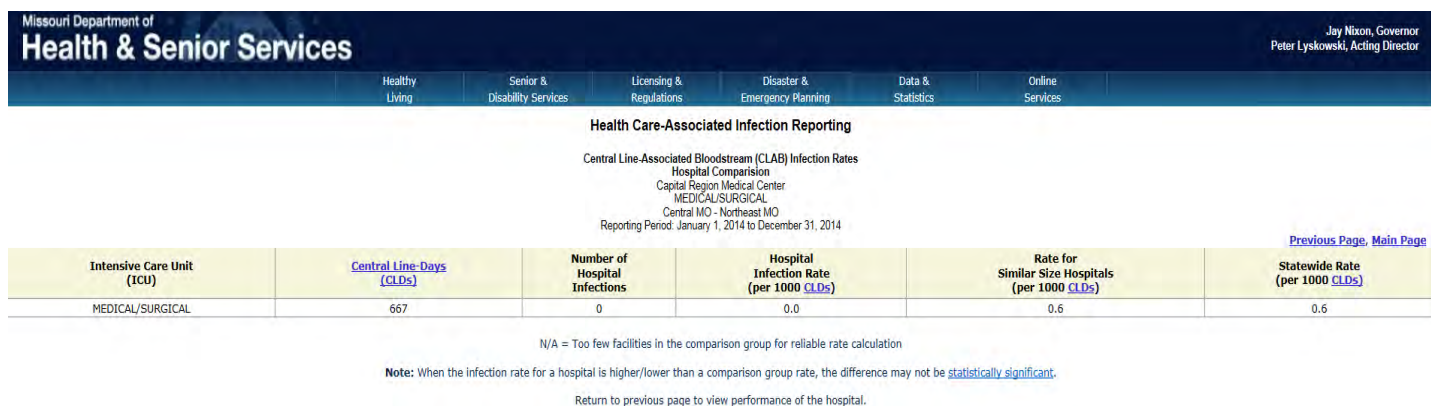 Missouri Department of
Health & Senior Services
Jay Nixon, Governor
Peter Lyskowski, Acting Director
Healthy Living
Senior & Disability Services
Licensing & Regulations
Disaster & Emergency Planning
Data & Statistics
Online Services
Health Care-Associated Infection Reporting
Central Line-Associated Bloodstream (CLAB) Infection Rates
Hospital Comparision
Capital Region Medical Center
MEDICAL/SURGICAL
Central MO - Northeast MO
Reporting Period: January 1, 2014 to December 31, 2014
Previous Page, Main Page
Intensive Care Unit (ICU)
Central Line-Days (CLDs)
Number of Hospital Infections
Hospital Infection Rate (per 1000 CLDs)
Rate for Similar Size Hospitals (per 1000 CLDs)
Statewide Rate (per 1000 CLDs)
MEDICAL/SURGICAL 667 0 0.0 0.6 0.6
N/A = Too few facilities in the comparison group for reliable rate calculation
Note: When the infection rate for a hospital is higher/lower than a comparison group rate, the difference may not be statistically significant.
Return to previous page to view performance of the hospital.